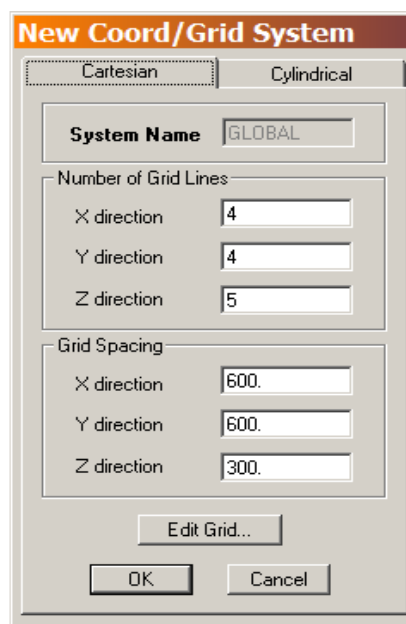 New Coord/Grid System
Cartesian Cylindrical
System Name GLOBAL
Number of Grid Lines
X direction 4
Y direction 4
Z direction 5
Grid Spacing
X direction 600.
Y direction 600.
Z direction 300.
Edit Grid...
OK Cancel